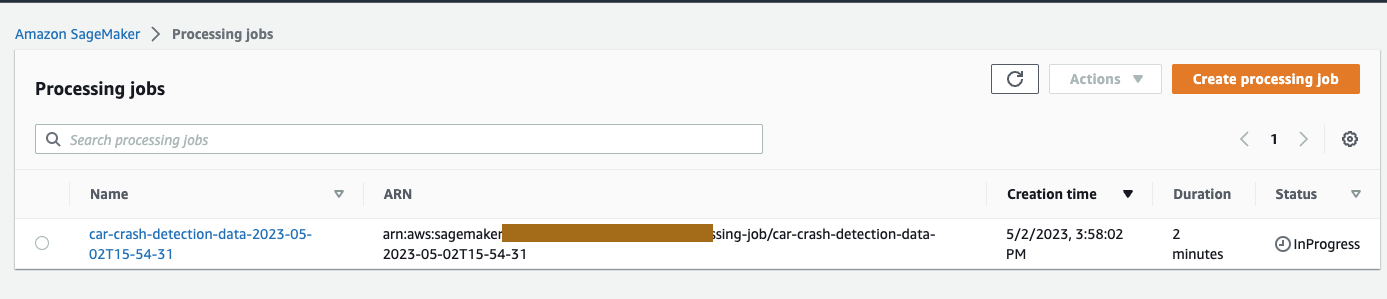 Amazon SageMaker > Processing jobs
Processing jobs
Actions
Create processing job
Search processing jobs
1
Name ARN Creation time Duration Status
car-crash-detection-data-2023-05- arn:aws:sagemaker ssing-job/car-crash-detection-data- 5/2/2023, 3:58:02 2 InProgress
02T15-54-31 2023-05-02T15-54-31 PM minutes